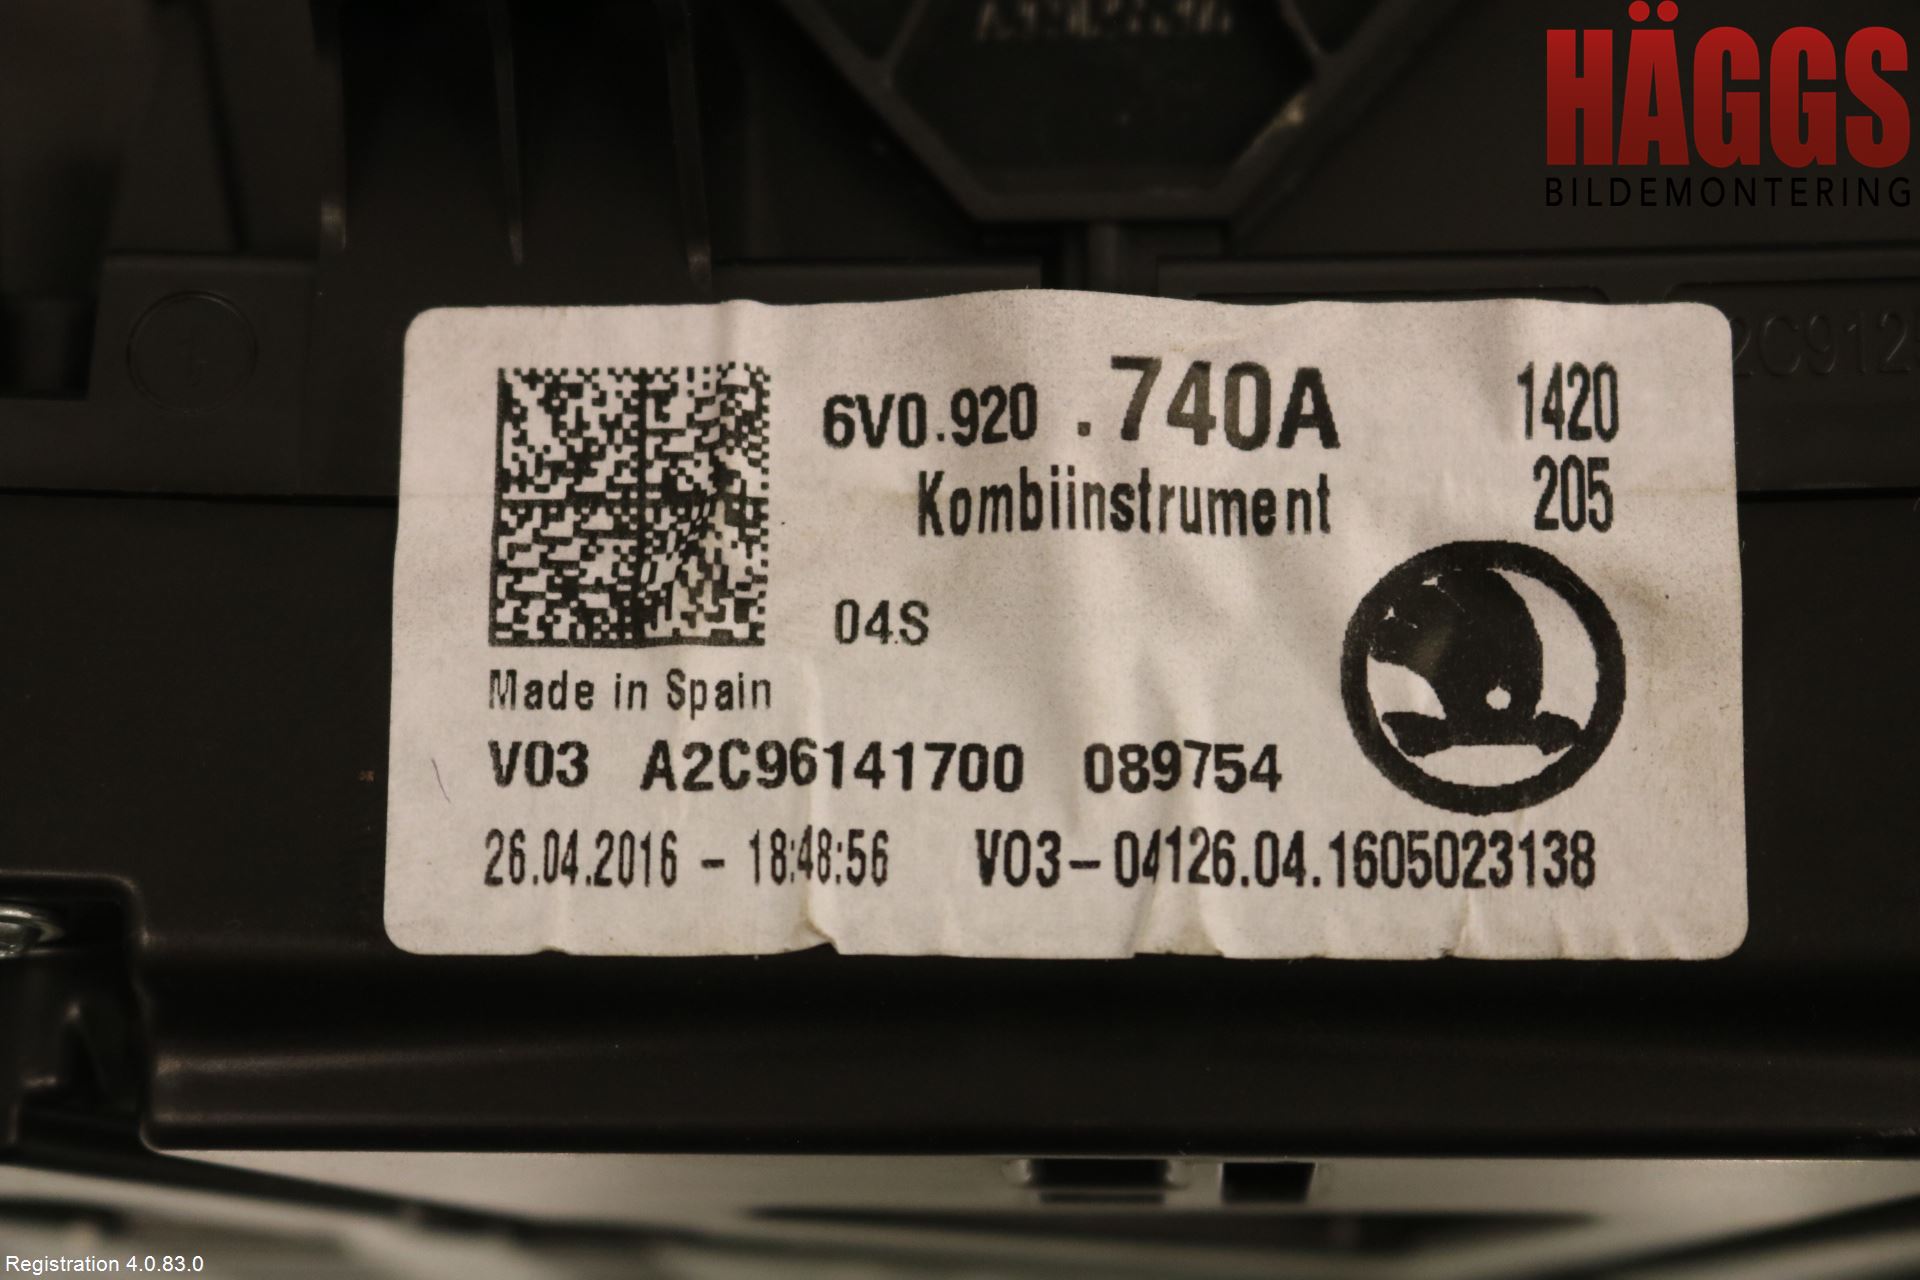 HÄGGS
BILDEMONTERING
6V0.920 .740A 1420
Kombiinstrument 205
04S
Made in Spain
V03 A2C96141700 089754
26.04.2016 - 18:48:56 V03-04126.04.1605023138
Registration 4.0.83.0